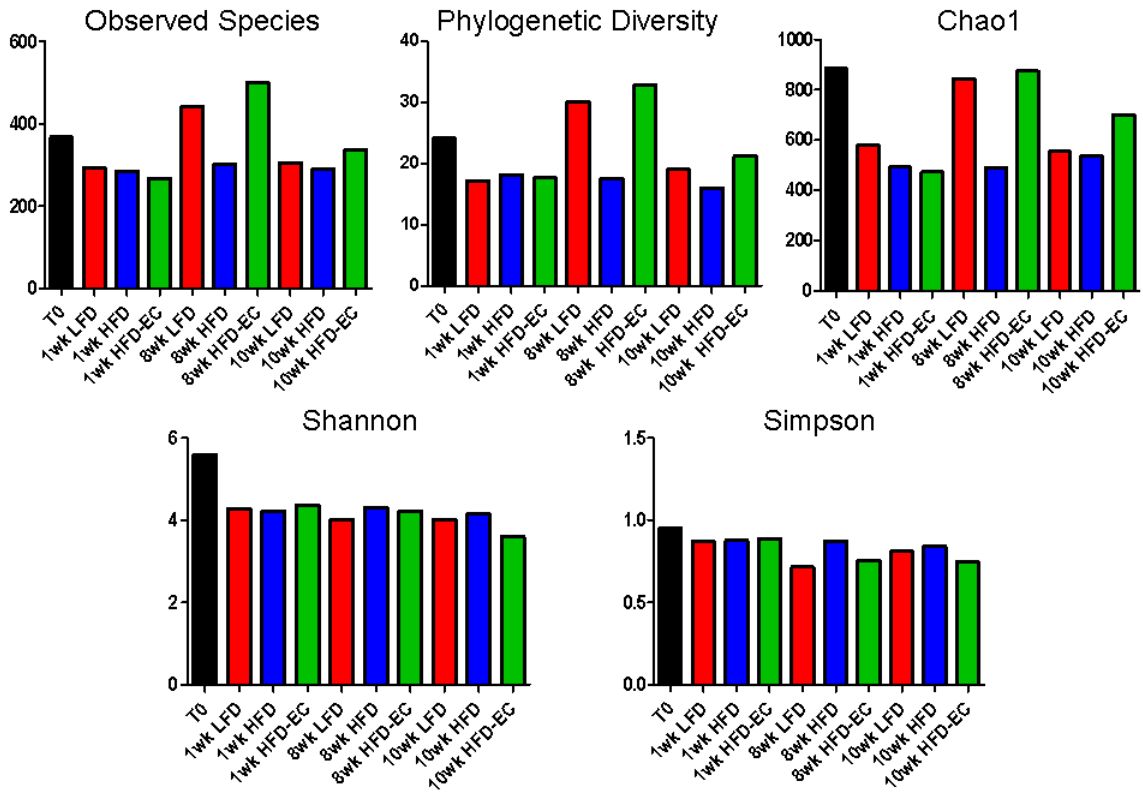 Observed Species
600
400
200
0
T0
1wk LFD
1wk HFD
1wk HFD-EC
8wk LFD
8wk HFD
8wk HFD-EC
10wk LFD
10wk HFD
10wk HFD-EC
Phylogenetic Diversity
40
30
20
10
0
T0
1wk LFD
1wk HFD
1wk HFD-EC
8wk LFD
8wk HFD
8wk HFD-EC
10wk LFD
10wk HFD
10wk HFD-EC
Chao1
1000
800
600
400
200
0
T0
1wk LFD
1wk HFD
1wk HFD-EC
8wk LFD
8wk HFD
8wk HFD-EC
10wk LFD
10wk HFD
10wk HFD-EC
Shannon
6
4
2
0
T0
1wk LFD
1wk HFD
1wk HFD-EC
8wk LFD
8wk HFD
8wk HFD-EC
10wk LFD
10wk HFD
10wk HFD-EC
Simpson
1.5
1.0
0.5
0.0
T0
1wk LFD
1wk HFD
1wk HFD-EC
8wk LFD
8wk HFD
8wk HFD-EC
10wk LFD
10wk HFD
10wk HFD-EC